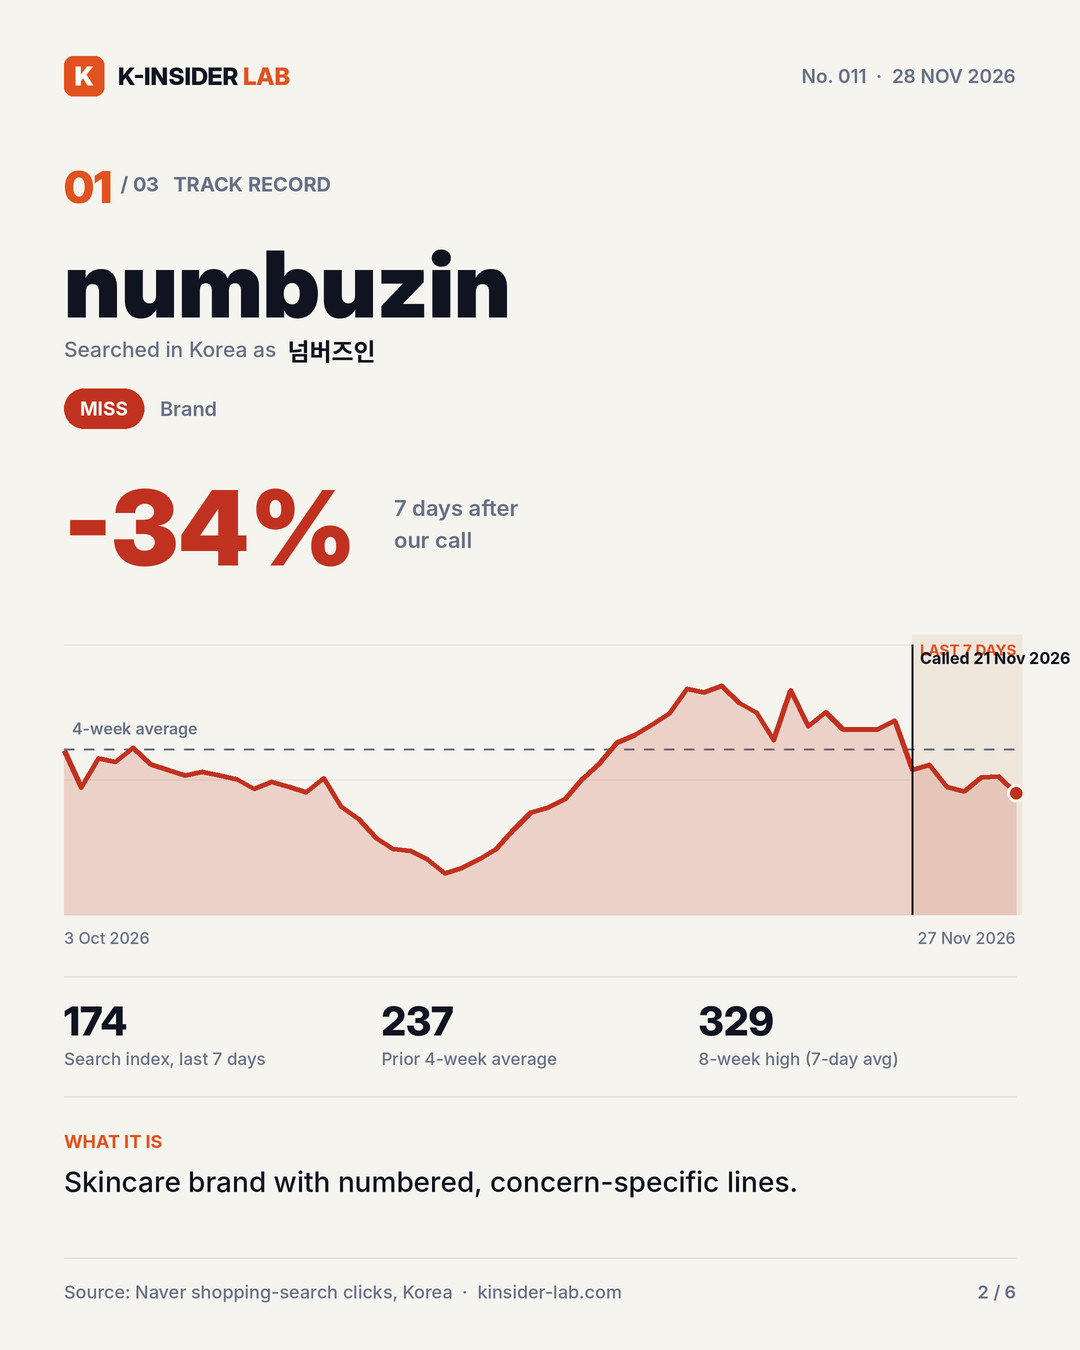 K K-INSIDER LAB
No. 011 · 28 NOV 2026
01 / 03 TRACK RECORD
numbuzin
Searched in Korea as 넘버즈인
MISS Brand
-34%
7 days after
our call
LAST 7 DAYS
Called 21 Nov 2026
4-week average
3 Oct 2026
27 Nov 2026
174
Search index, last 7 days
237
Prior 4-week average
329
8-week high (7-day avg)
WHAT IT IS
Skincare brand with numbered, concern-specific lines.
Source: Naver shopping-search clicks, Korea · kinsider-lab.com
2 / 6